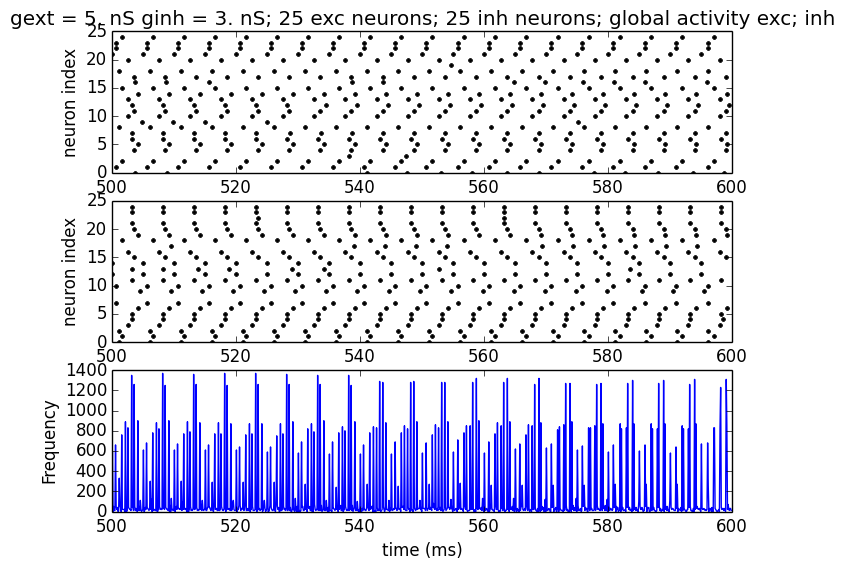 gext = 5. nS ginh = 3. nS; 25 exc neurons; 25 inh neurons; global activity exc; inh
25
20
15
10
5
0
neuron index
500 520 540 560 580 600
25
20
15
10
5
0
neuron index
500 520 540 560 580 600
1400
1200
1000
800
600
400
200
0
Frequency
500 520 540 560 580 600
time (ms)